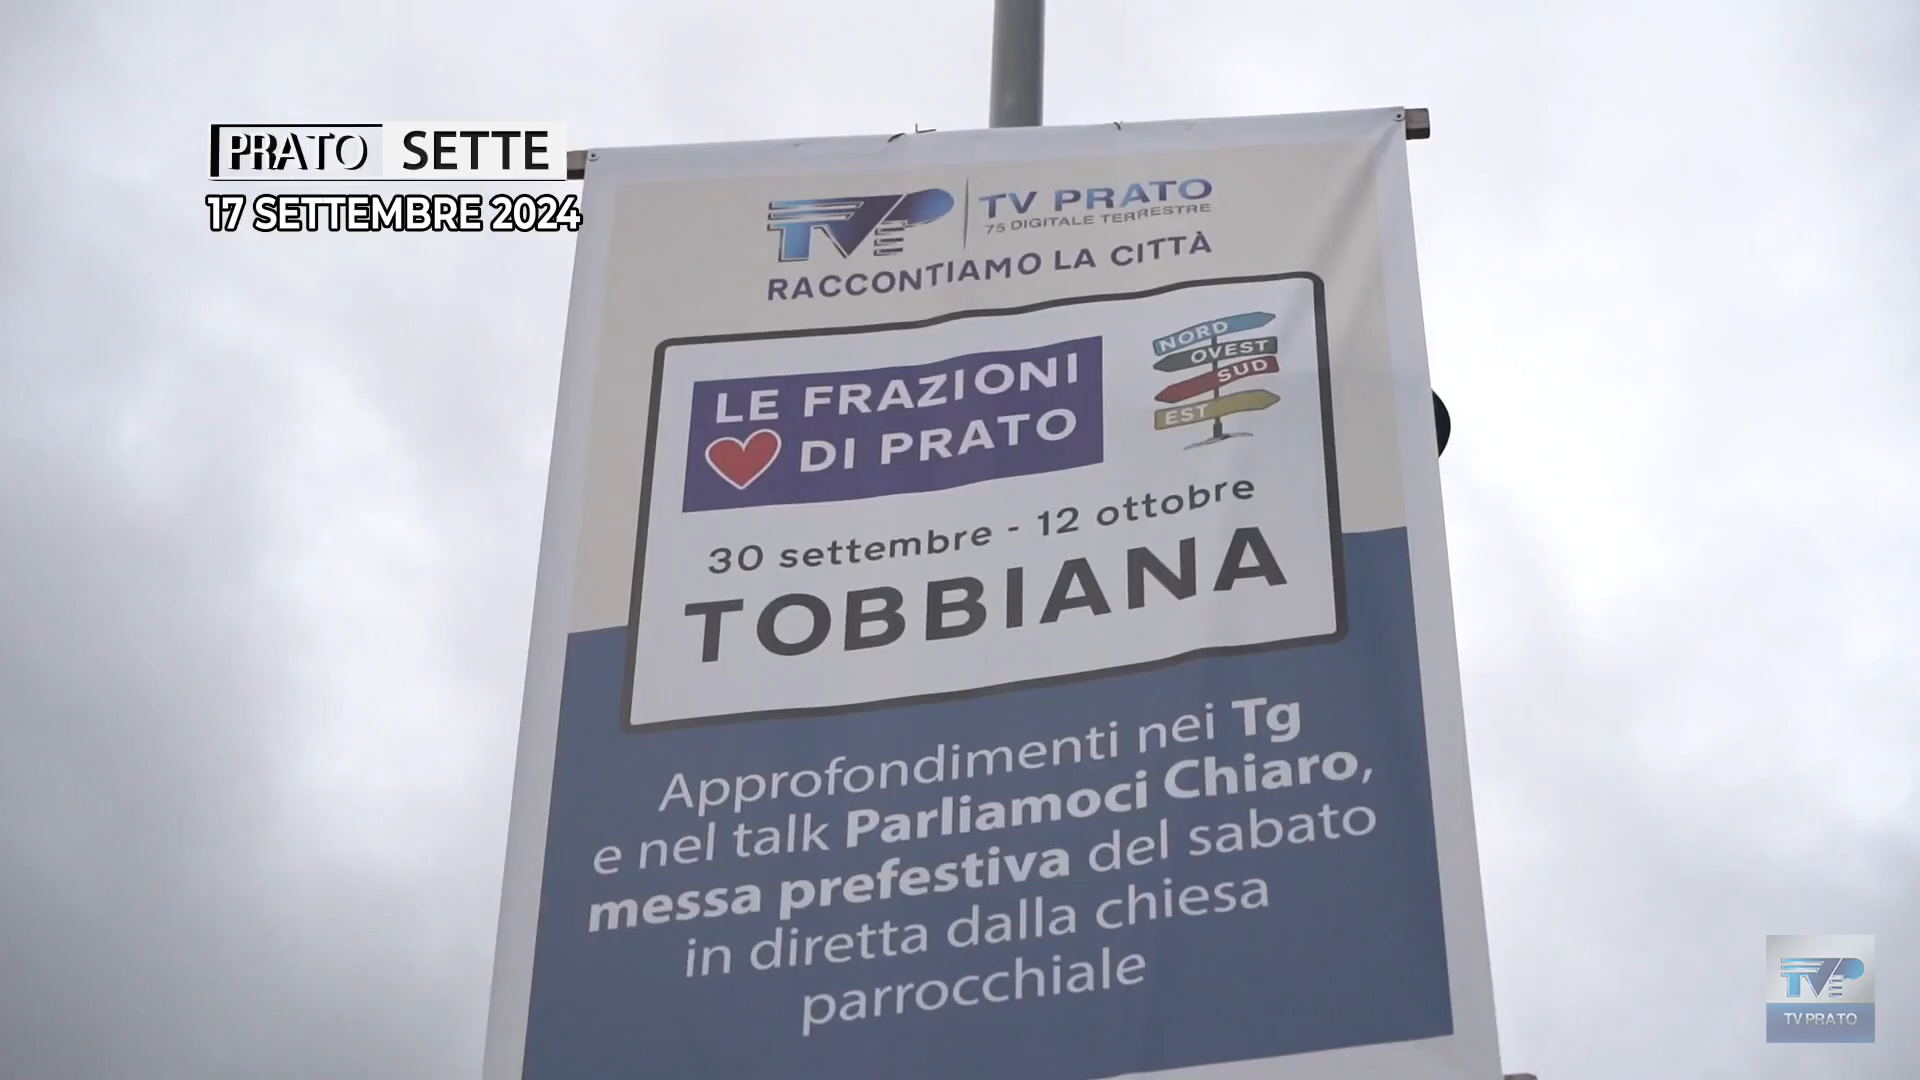 PRATO SETTE
17 SETTEMBRE 2024
TVP TV PRATO
75 DIGITALE TERRESTRE
RACCONTIAMO LA CITTÀ
LE FRAZIONI
DI PRATO
NORD
OVEST
SUD
EST
30 settembre - 12 ottobre
TOBBIANA
Approfondimenti nei Tg
e nel talk Parliamoci Chiaro,
messa prefestiva del sabato
in diretta dalla chiesa
parrocchiale
TVP
TV PRATO